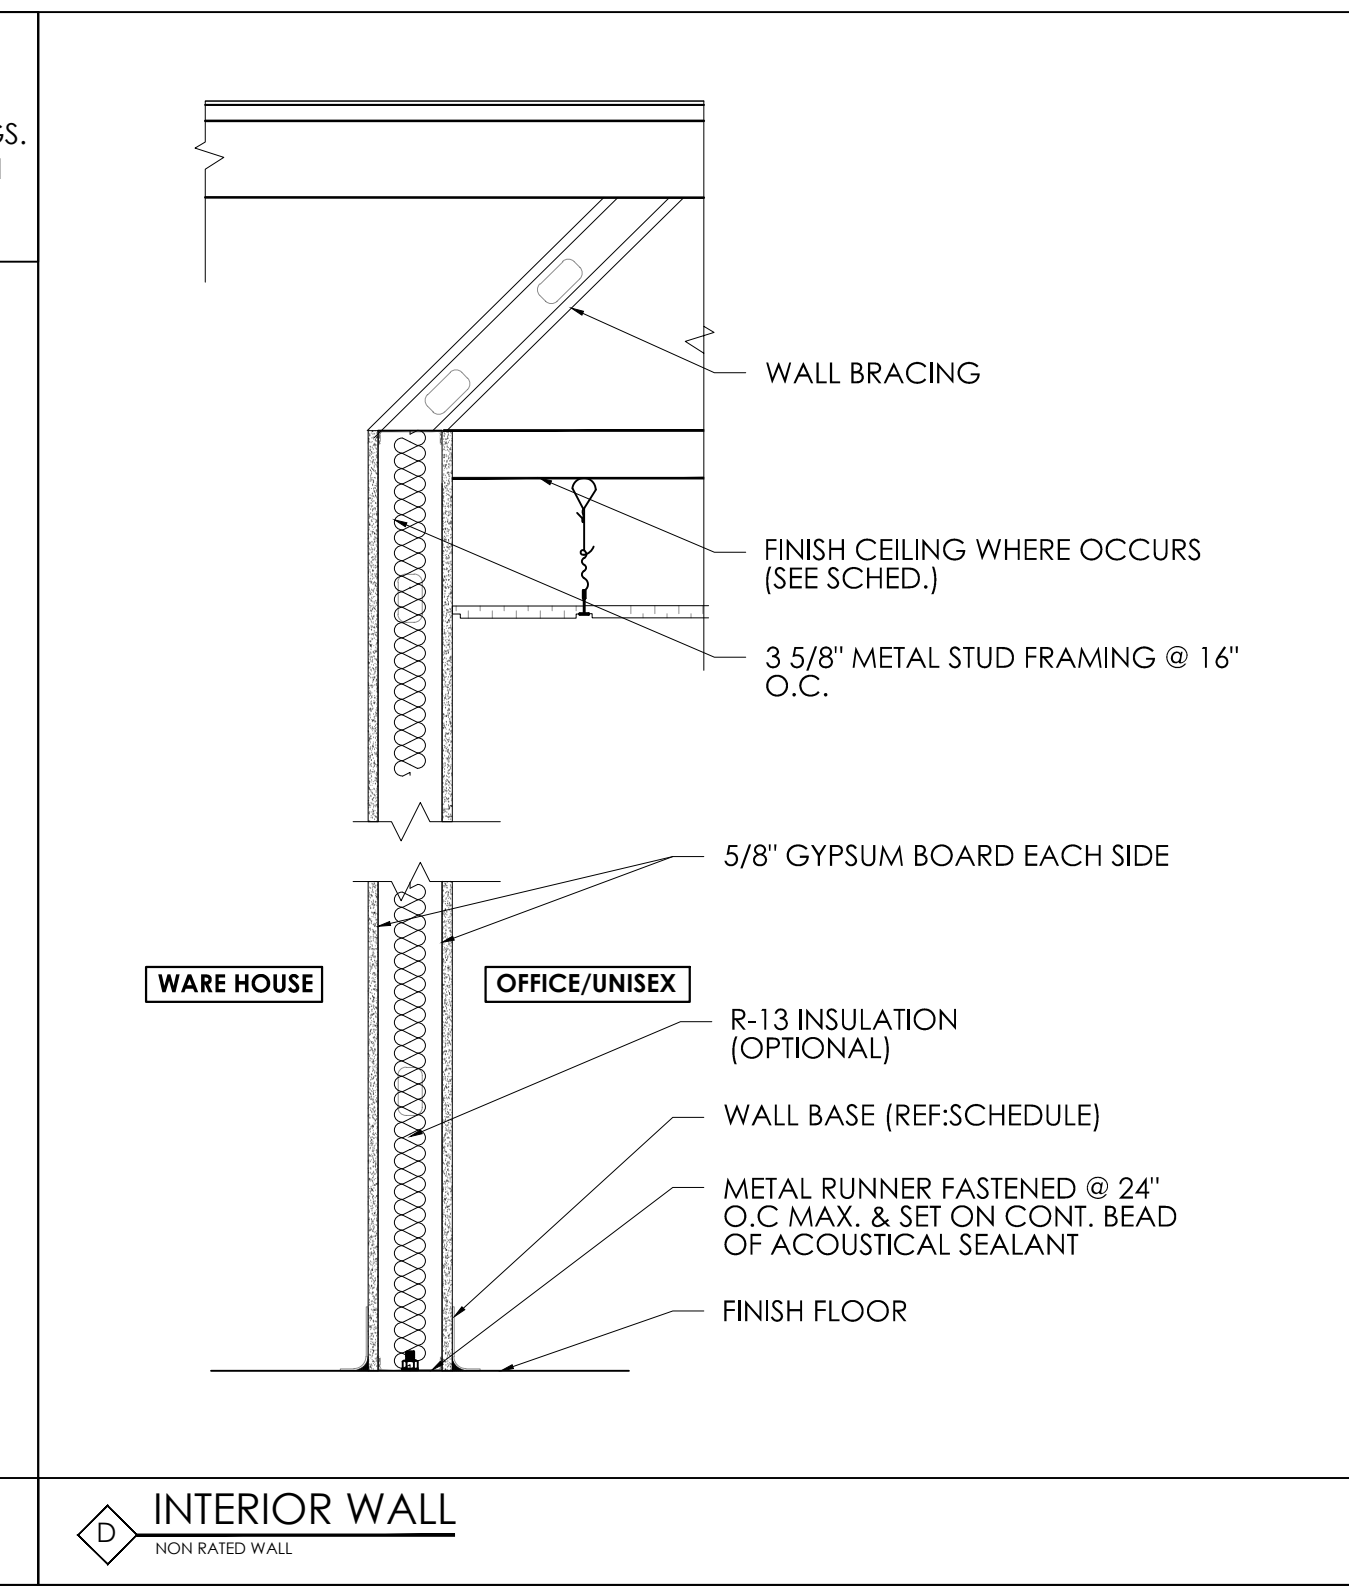 GS.
WALL BRACING
FINISH CEILING WHERE OCCURS
(SEE SCHED.)
3 5/8" METAL STUD FRAMING @ 16"
O.C.
5/8" GYPSUM BOARD EACH SIDE
WARE HOUSE
OFFICE/UNISEX
R-13 INSULATION
(OPTIONAL)
WALL BASE (REF:SCHEDULE)
METAL RUNNER FASTENED @ 24"
O.C MAX. & SET ON CONT. BEAD
OF ACOUSTICAL SEALANT
FINISH FLOOR
D
INTERIOR WALL
NON RATED WALL